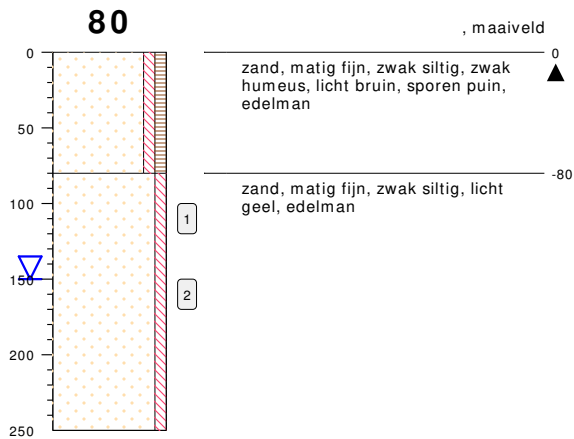 80
, maaiveld
0
0
zand, matig fijn, zwak siltig, zwak
humeus, licht bruin, sporen puin,
edelman
50
-80
zand, matig fijn, zwak siltig, licht
geel, edelman
100
1
150
2
200
250